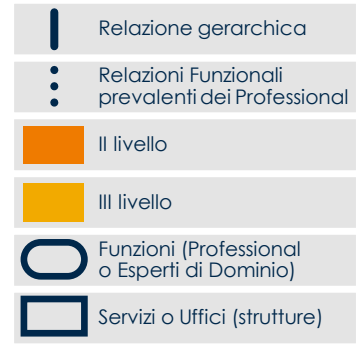 Relazione gerarchica
Relazioni Funzionali
prevalenti dei Professional
II livello
III livello
Funzioni (Professional
o Esperti di Dominio)
Servizi o Uffici (strutture)